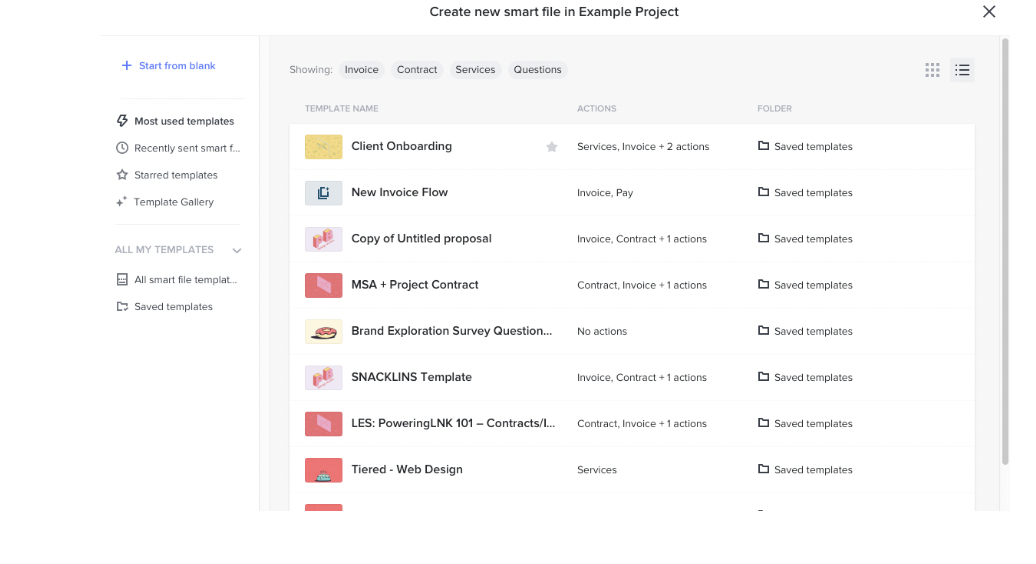 Create new smart file in Example Project
Start from blank
Most used templates
Recently sent smart f...
Starred templates
Template Gallery
ALL MY TEMPLATES
All smart file templat...
Saved templates
Showing: Invoice Contract Services Questions
TEMPLATE NAME ACTIONS FOLDER
Client Onboarding Services, Invoice + 2 actions Saved templates
New Invoice Flow Invoice, Pay Saved templates
Copy of Untitled proposal Invoice, Contract + 1 actions Saved templates
MSA + Project Contract Contract, Invoice + 1 actions Saved templates
Brand Exploration Survey Question... No actions Saved templates
SNACKLINS Template Invoice, Contract + 1 actions Saved templates
LES: PoweringLNK 101 – Contracts/I... Contract, Invoice + 1 actions Saved templates
Tiered - Web Design Services Saved templates